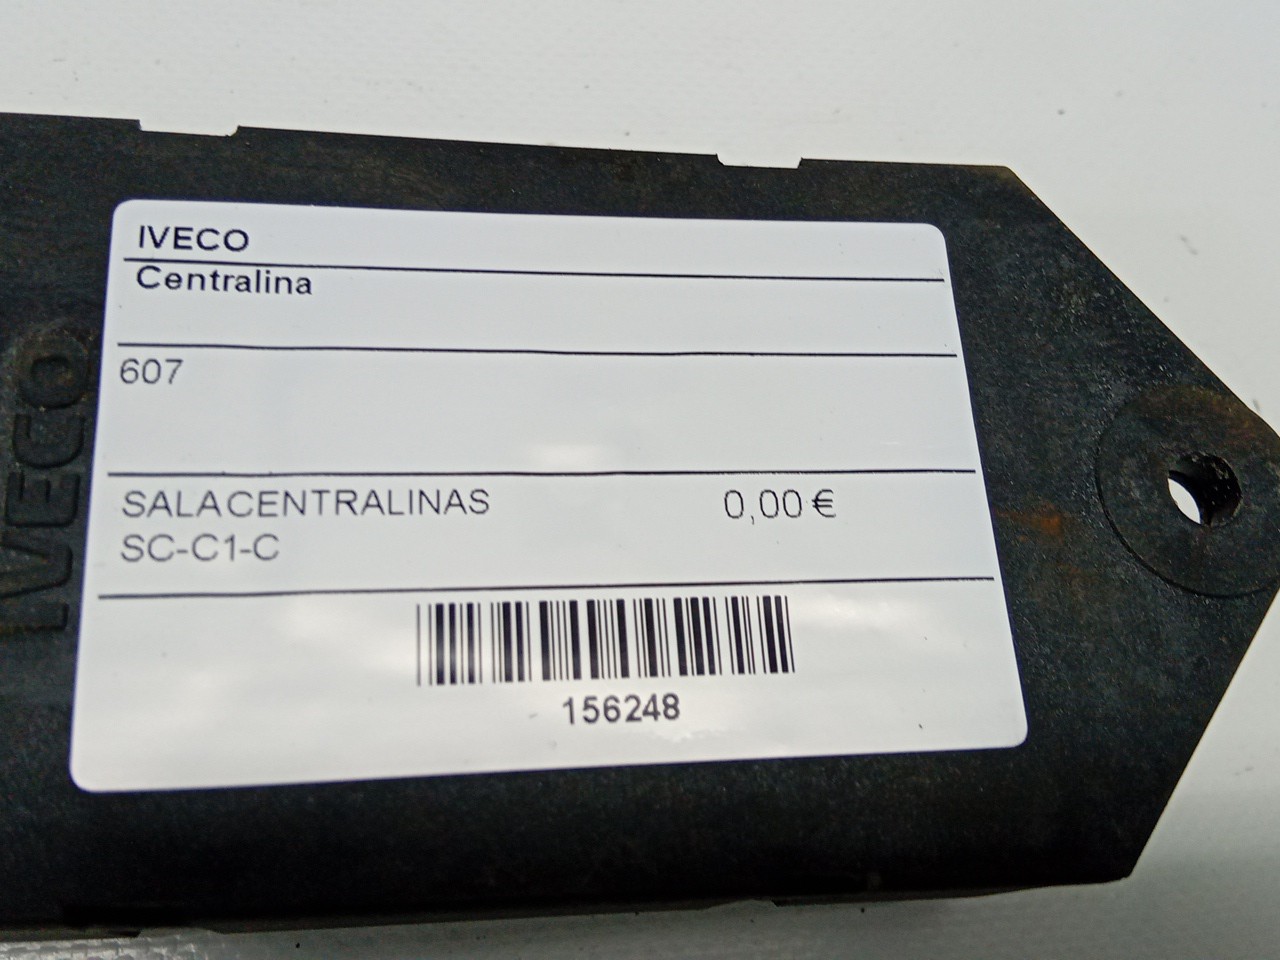 IVECO
Centralina
607
SALACENTRALINAS 0,00€
SC-C1-C
156248
IVECO